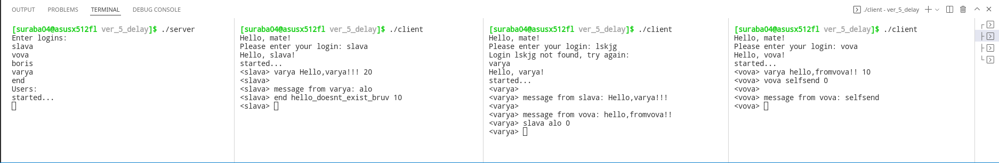 OUTPUT PROBLEMS TERMINAL DEBUG CONSOLE
./client - ver_5_delay
[suraba04@asusx512fl ver_5_delay]$ ./server
Enter logins:
slava
vova
boris
varya
end
Users:
started...
[suraba04@asusx512fl ver_5_delay]$ ./client
Hello, mate!
Please enter your login: slava
Hello, slava!
started...
<slava> varya Hello,varya!!! 20
<slava>
<slava> message from varya: alo
<slava> end hello_doesnt_exist_bruv 10
<slava>
[suraba04@asusx512fl ver_5_delay]$ ./client
Hello, mate!
Please enter your login: lskjg
Login lskjg not found, try again:
varya
Hello, varya!
started...
<varya>
<varya> message from slava: Hello,varya!!!
<varya>
<varya> message from vova: hello,fromvova!!
<varya> slava alo 0
<varya>
[suraba04@asusx512fl ver_5_delay]$ ./client
Hello, mate!
Please enter your login: vova
Hello, vova!
started...
<vova> varya hello,fromvova!! 10
<vova> vova selfsend 0
<vova>
<vova> message from vova: selfsend
<vova>